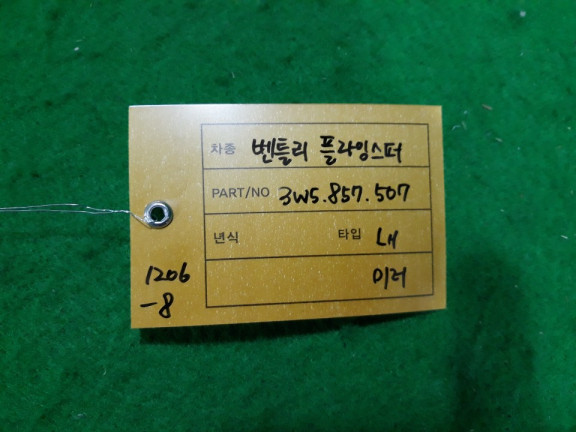 차종 벤틀리 플라잉스퍼
PART/NO 3W5.857.507
년식 타입 LH
미러
1206
-8